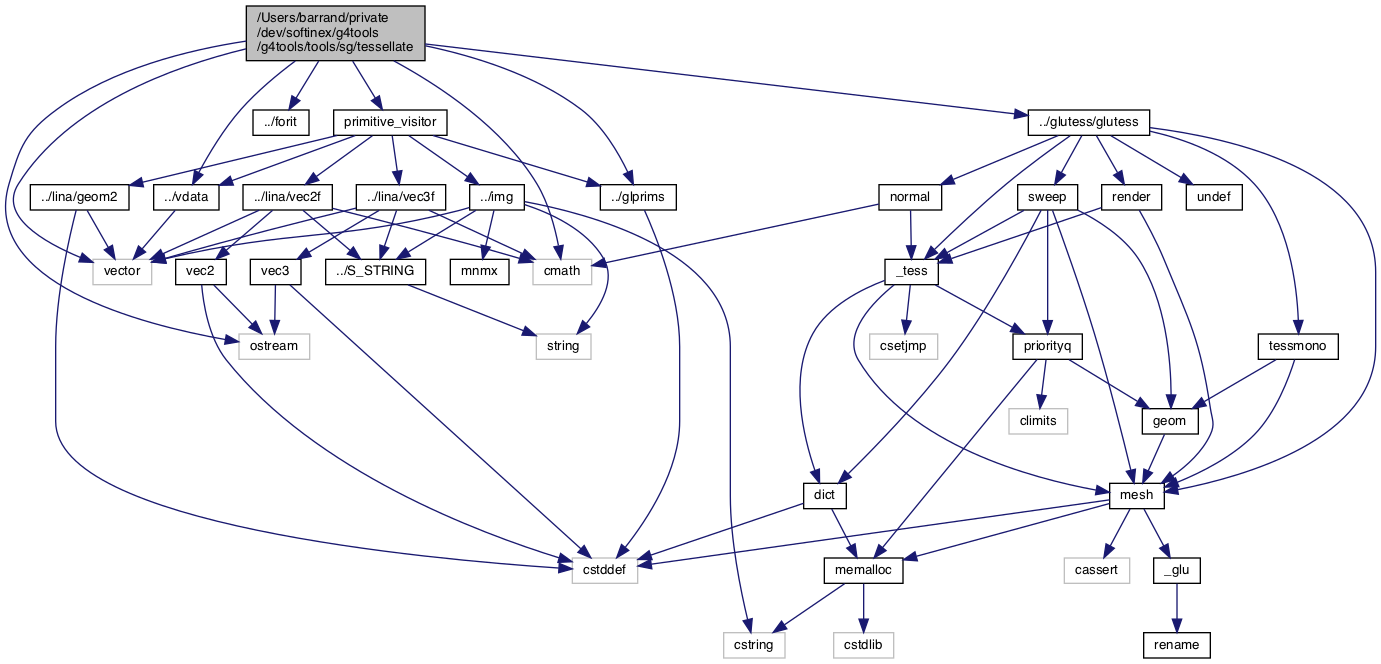 /Users/barrand/private
/dev/softinex/g4tools
/g4tools/tools/sg/tessellate
../forit
primitive_visitor
../glutess/glutess
../lina/geom2
../vdata
../lina/vec2f
../lina/vec3f
../img
../glprims
normal
sweep
render
undef
vector
vec2
vec3
../S_STRING
mnmx
cmath
_tess
ostream
string
csetjmp
priorityq
tessmono
climits
geom
dict
mesh
cstddef
memalloc
cassert
_glu
cstring
cstdlib
rename